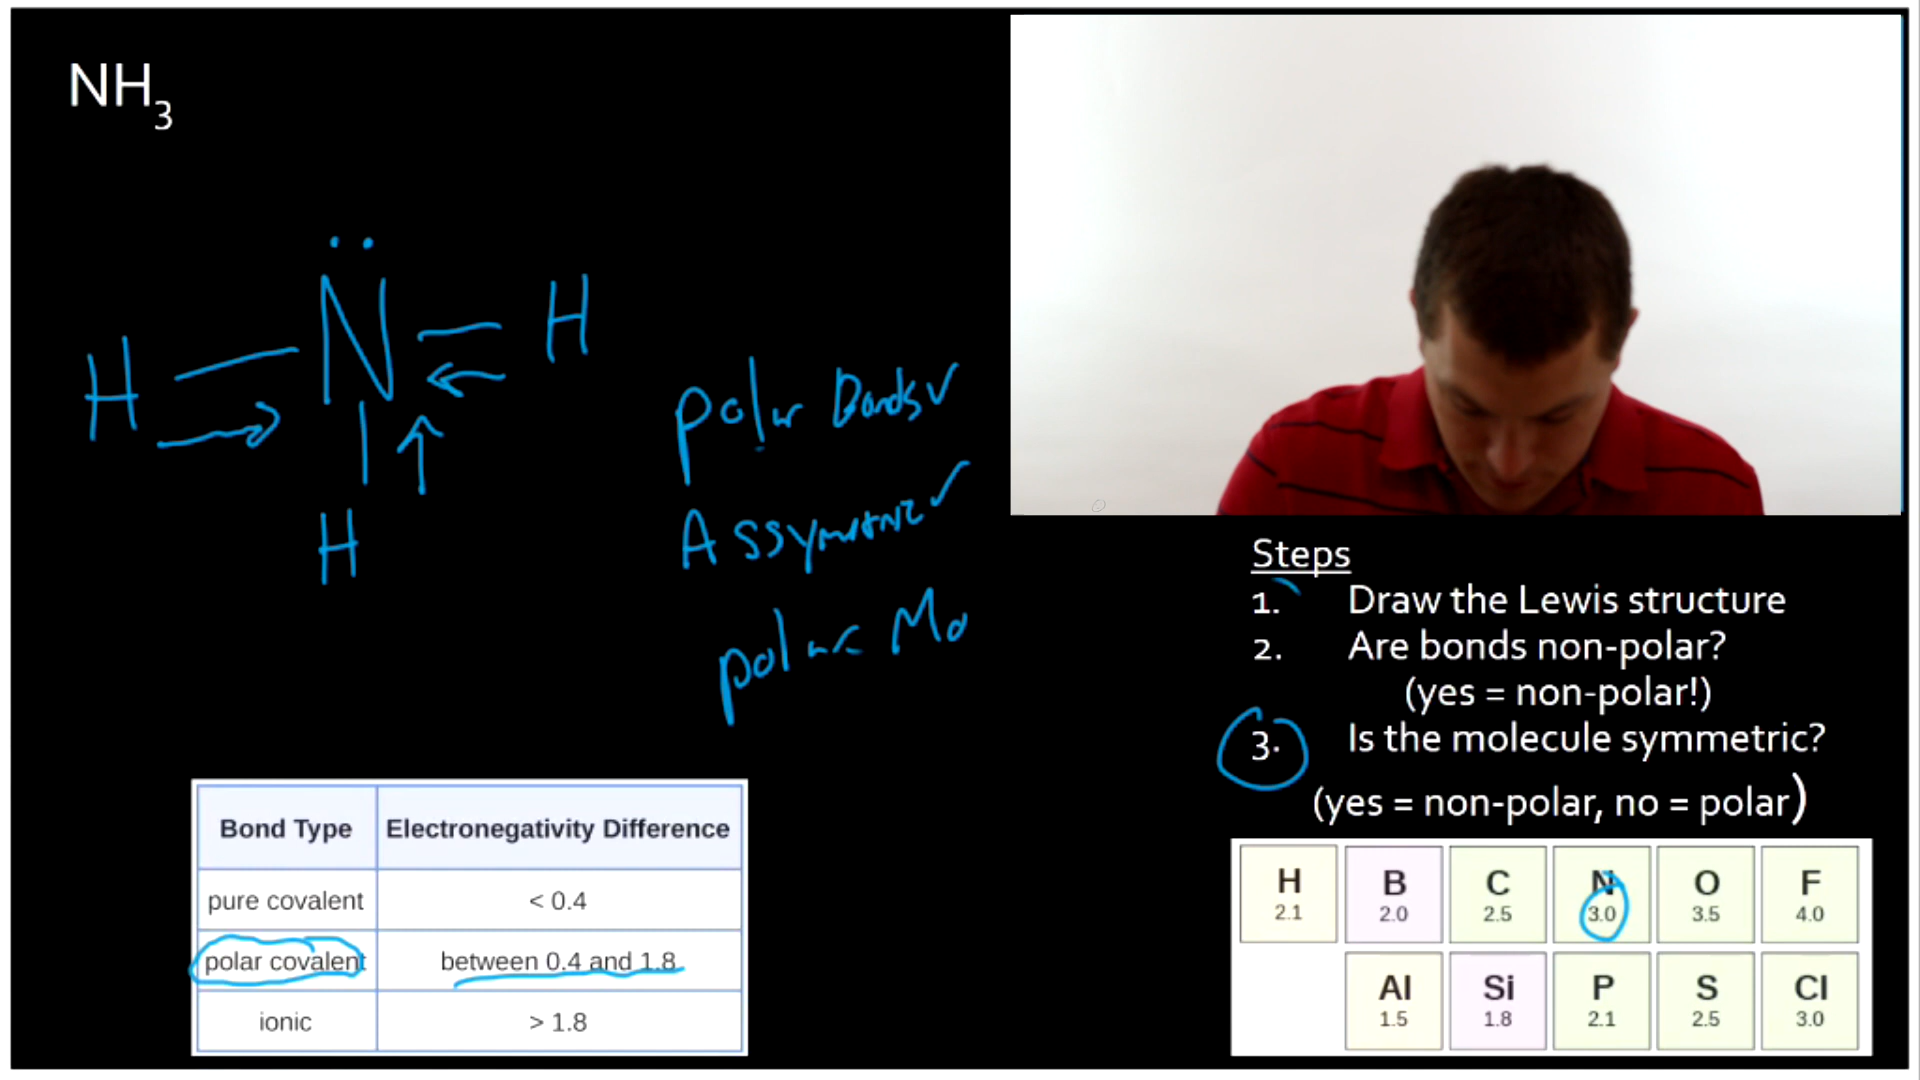 NH3
N
H
H
H
polar Bonds
Assymetric
polar Mo
Steps
1. Draw the Lewis structure
2. Are bonds non-polar?
(yes = non-polar!)
3. Is the molecule symmetric?
(yes = non-polar, no = polar)
Bond Type Electronegativity Difference
pure covalent < 0.4
polar covalent between 0.4 and 1.8
ionic > 1.8
H B C N O F
2.1 2.0 2.5 3.0 3.5 4.0
Al Si P S Cl
1.5 1.8 2.1 2.5 3.0